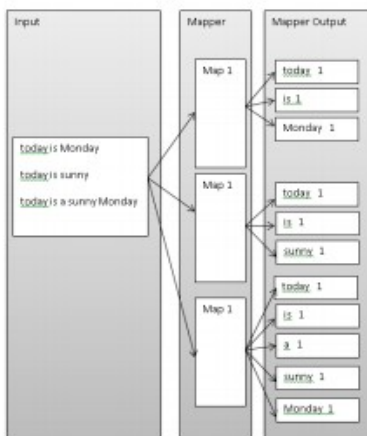 Input
today is Monday
today is sunny
today is a sunny Monday
Mapper
Map 1
Map 1
Map 1
Mapper Output
today 1
is 1
Monday 1
today 1
is 1
sunny 1
today 1
is 1
a 1
sunny 1
Monday 1